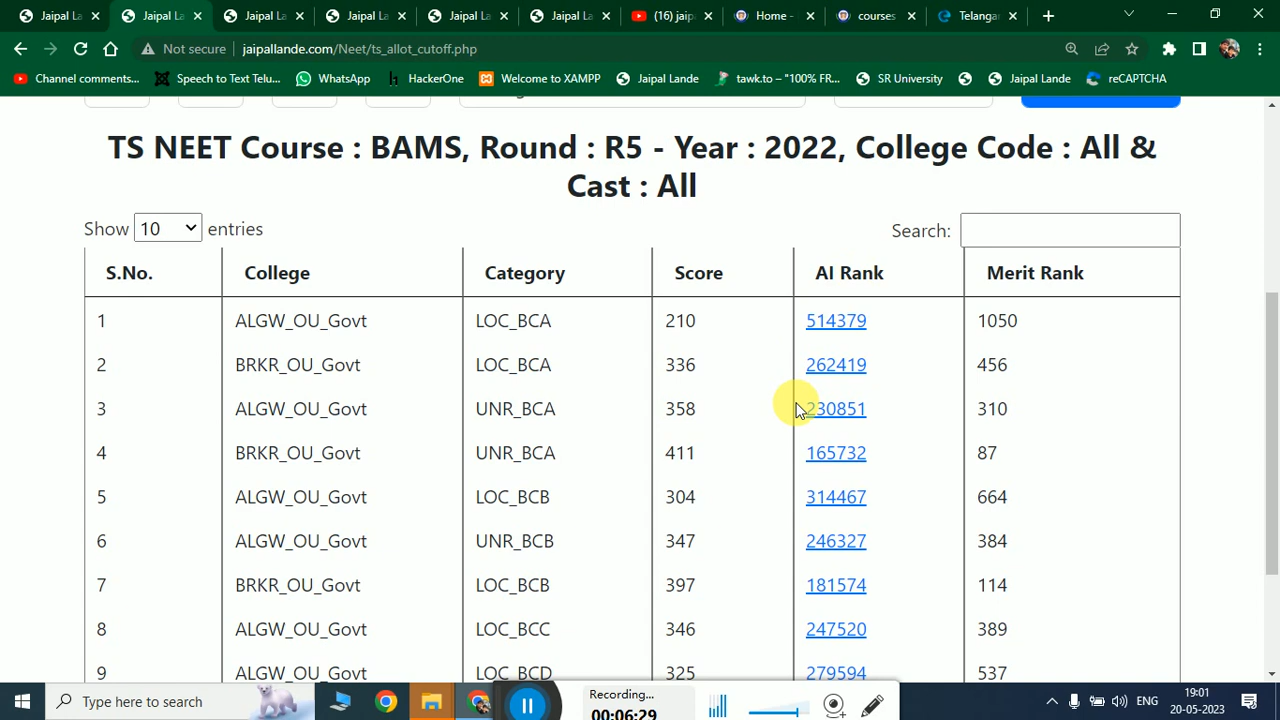 Jaipal La
Jaipal La
Jaipal La
Jaipal La
Jaipal La
Jaipal La
(16) jaip
Home -
courses
Telangar
Not secure
jaipallande.com/Neet/ts_allot_cutoff.php
Channel comments...
Speech to Text Telu...
WhatsApp
HackerOne
Welcome to XAMPP
Jaipal Lande
tawk.to – "100% FR...
SR University
Jaipal Lande
reCAPTCHA
TS NEET Course : BAMS, Round : R5 - Year : 2022, College Code : All &
Cast : All
Show 10 entries
Search:
S.No. College Category Score AI Rank Merit Rank
1 ALGW_OU_Govt LOC_BCA 210 514379 1050
2 BRKR_OU_Govt LOC_BCA 336 262419 456
3 ALGW_OU_Govt UNR_BCA 358 230851 310
4 BRKR_OU_Govt UNR_BCA 411 165732 87
5 ALGW_OU_Govt LOC_BCB 304 314467 664
6 ALGW_OU_Govt UNR_BCB 347 246327 384
7 BRKR_OU_Govt LOC_BCB 397 181574 114
8 ALGW_OU_Govt LOC_BCC 346 247520 389
9 ALGW_OU_Govt LOC_BCD 325 279594 537
Type here to search
Recording...
00:06:29
ENG
19:01
20-05-2023